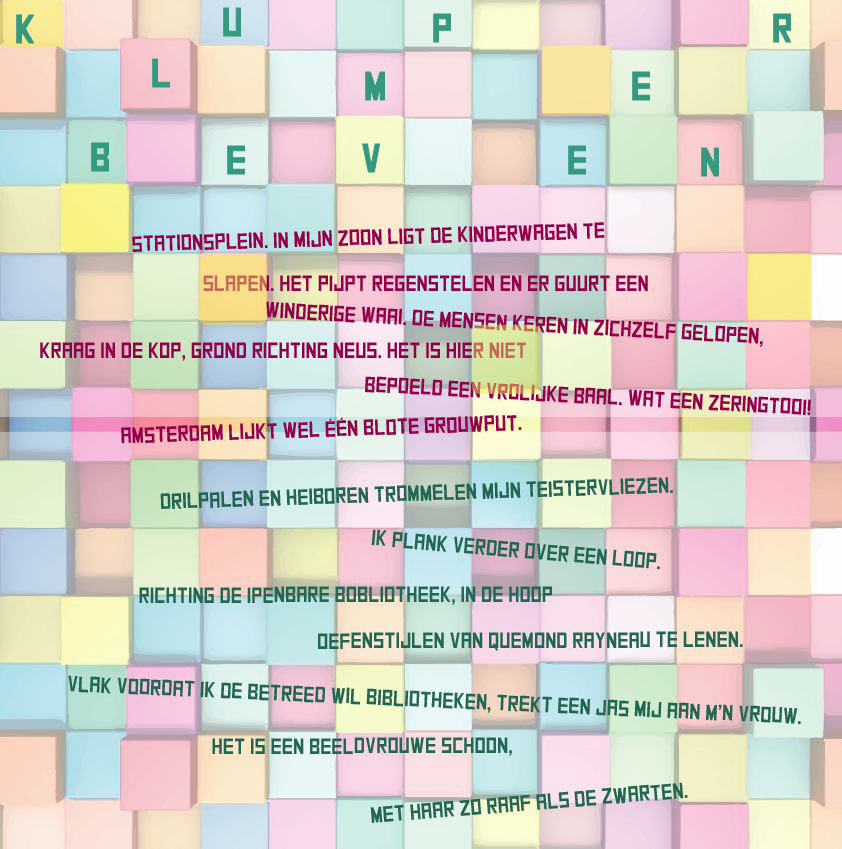 K U P R
L M E
B E V E N
STATIONSPLEIN. IN MIJN ZOON LIGT DE KINDERWAGEN TE
SLAPEN. HET PIJPT REGENSTELEN EN ER GUURT EEN
WINDERIGE WAAI. DE MENSEN KEREN IN ZICHZELF GELOPEN,
KRAAG IN DE KOP, GROND RICHTING NEUS. HET IS HIER NIET
BEPOELD EEN VROLIJKE BAAL. WAT EEN ZERINGTOOI!
AMSTERDAM LIJKT WEL ÉÉN BLOTE GROUWPUT.
DRILPALEN EN HEIBOREN TROMMELEN MIJN TEISTERVLIEZEN.
IK PLANK VERDER OVER EEN LOOP.
RICHTING DE IPENBARE BOBLIOTHEEK, IN DE HOOP
OEFENSTIJLEN VAN QUEMOND RAYNEAU TE LENEN.
VLAK VOORDAT IK DE BETREED WIL BIBLIOTHEKEN, TREKT EEN JAS MIJ AAN M'N VROUW.
HET IS EEN BEELDVROUWE SCHOON,
MET HAAR ZO RAAF ALS DE ZWARTEN.